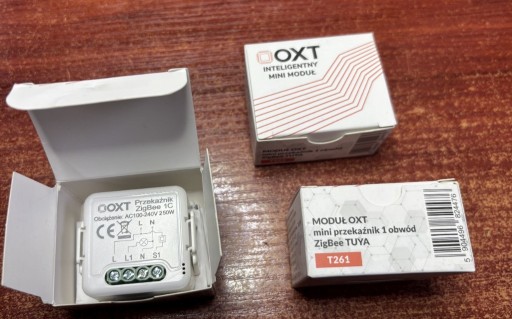 OXT
INTELIGENTNY
MINI MODUŁ
MODUŁ OXT
mini przekaźnik 1 obwód
ZigBee TUYA
T261
OXT
Przekaźnik
ZigBee 1C
Obciążenie: AC100-240V 250W
CE
L N
L L1 N S1